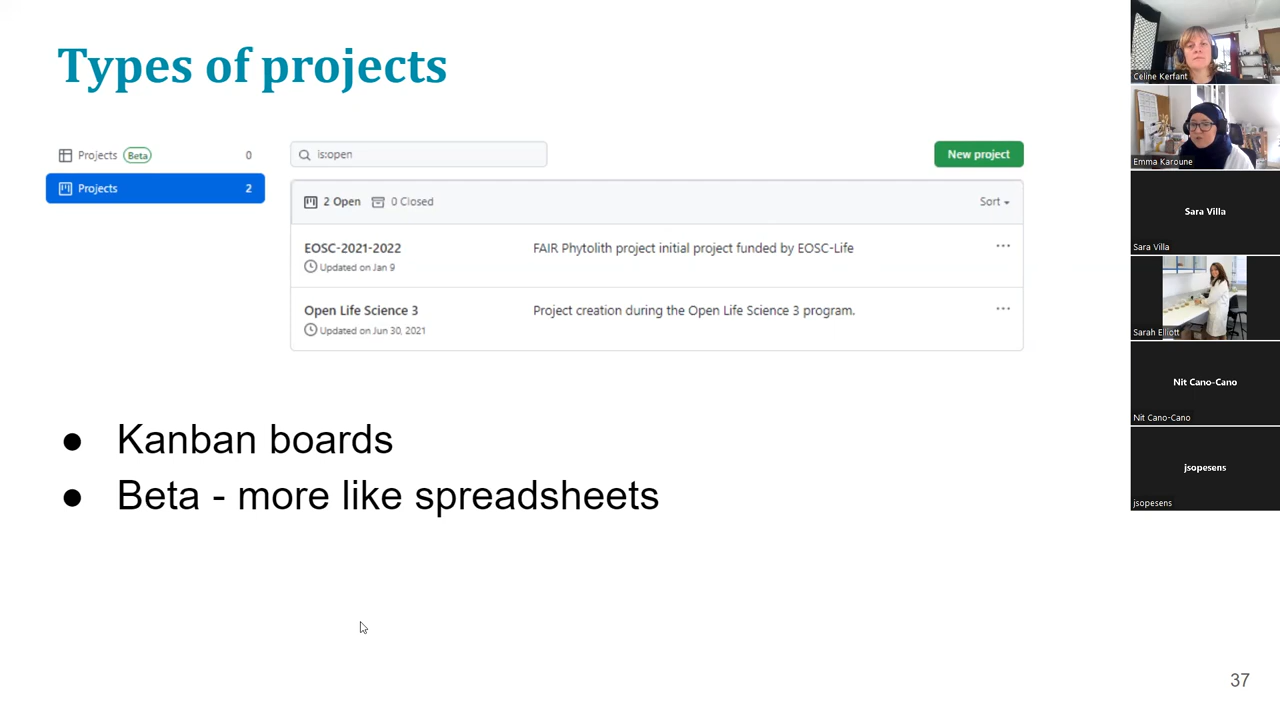 Types of projects
Projects Beta 0
Projects 2
is:open
New project
2 Open 0 Closed
Sort
EOSC-2021-2022
FAIR Phytolith project initial project funded by EOSC-Life
Updated on Jan 9
Open Life Science 3
Project creation during the Open Life Science 3 program.
Updated on Jun 30, 2021
● Kanban boards
● Beta - more like spreadsheets
37
Celine Kerfant
Emma Karoune
Sara Villa
Sara Villa
Sarah Elliott
Nit Cano-Cano
Nit Cano-Cano
jsopesens
jsopesens